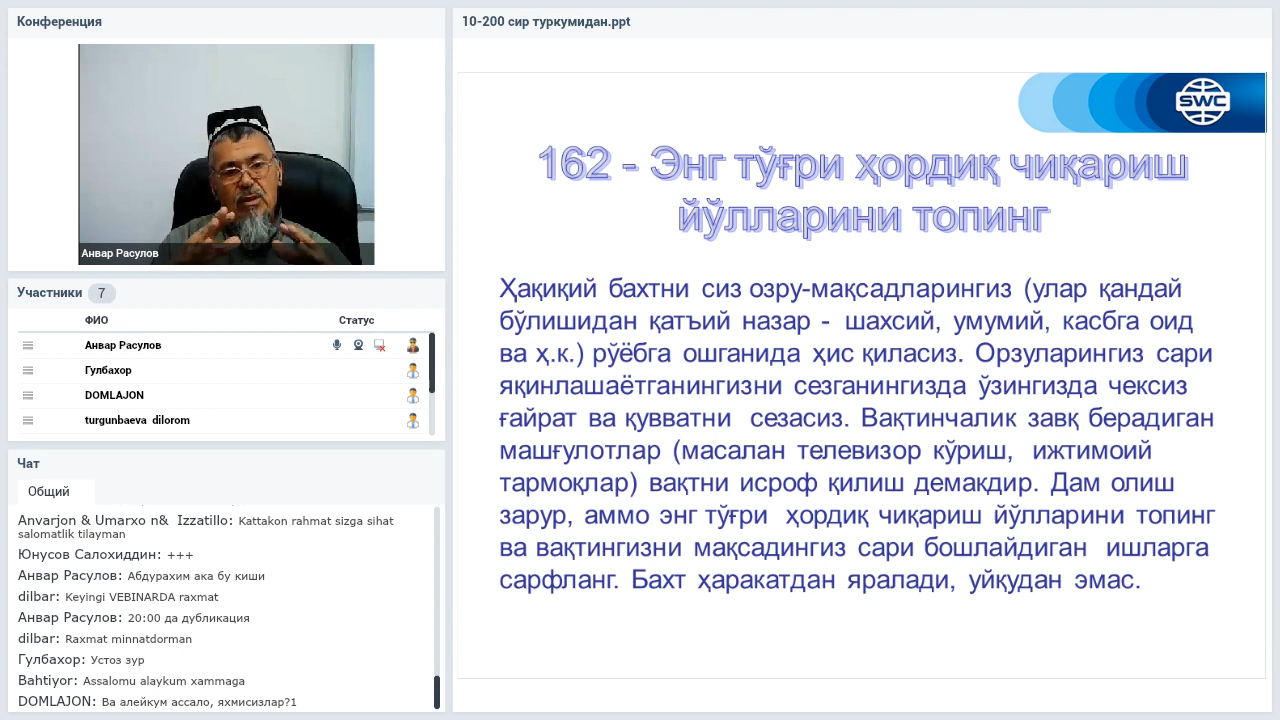 Конференция
Анвар Расулов
Участники 7
ФИО Статус
Анвар Расулов
Гулбахор
DOMLAJON
turgunbaeva dilorom
Чат
Общий
Anvarjon & Umarxo n& Izzatillo: Kattakon rahmat sizga sihat
salomatlik tilayman
Юнусов Салохиддин: +++
Анвар Расулов: Абдурахим ака бу киши
dilbar: Keyingi VEBINARDA raxmat
Анвар Расулов: 20:00 да дубликация
dilbar: Raxmat minnatdorman
Гулбахор: Устоз зур
Bahtiyor: Assalomu alaykum xammaga
DOMLAJON: Ва алейкум ассало, яхмисизлар?1
10-200 сир туркумидан.ppt
SWC
162 - Энг тўғри ҳордиқ чиқариш
йўлларини топинг
Ҳақиқий бахтни сиз озру-мақсадларингиз (улар қандай
бўлишидан қатъий назар - шахсий, умумий, касбга оид
ва ҳ.к.) рўёбга ошганида ҳис қиласиз. Орзуларингиз сари
яқинлашаётганингизни сезганингизда ўзингизда чексиз
ғайрат ва қувватни сезасиз. Вақтинчалик завқ берадиган
машғулотлар (масалан телевизор кўриш, ижтимоий
тармоқлар) вақтни исроф қилиш демакдир. Дам олиш
зарур, аммо энг тўғри ҳордиқ чиқариш йўлларини топинг
ва вақтингизни мақсадингиз сари бошлайдиган ишларга
сарфланг. Бахт ҳаракатдан яралади, уйқудан эмас.